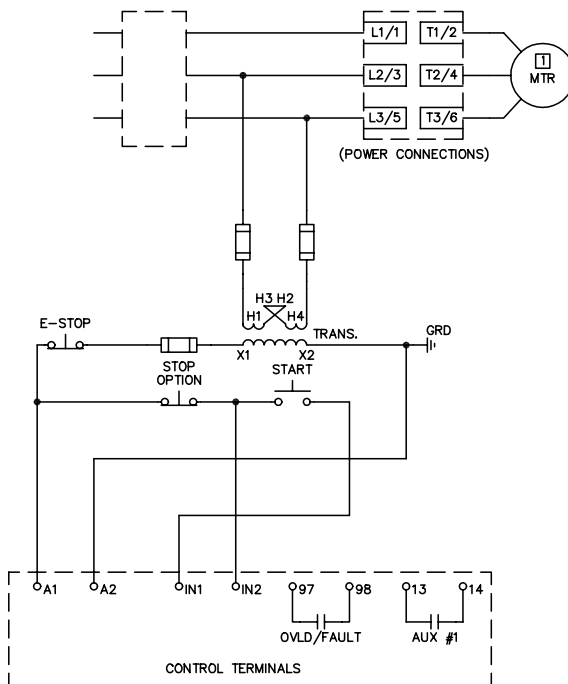 L1/1 T1/2
1
L2/3 T2/4 MTR
L3/5 T3/6
(POWER CONNECTIONS)
H3 H2
H1 H4
E-STOP TRANS. GRD
X1 X2
STOP OPTION START
A1 A2 IN1 IN2 97 98 13 14
OVLD/FAULT AUX #1
CONTROL TERMINALS